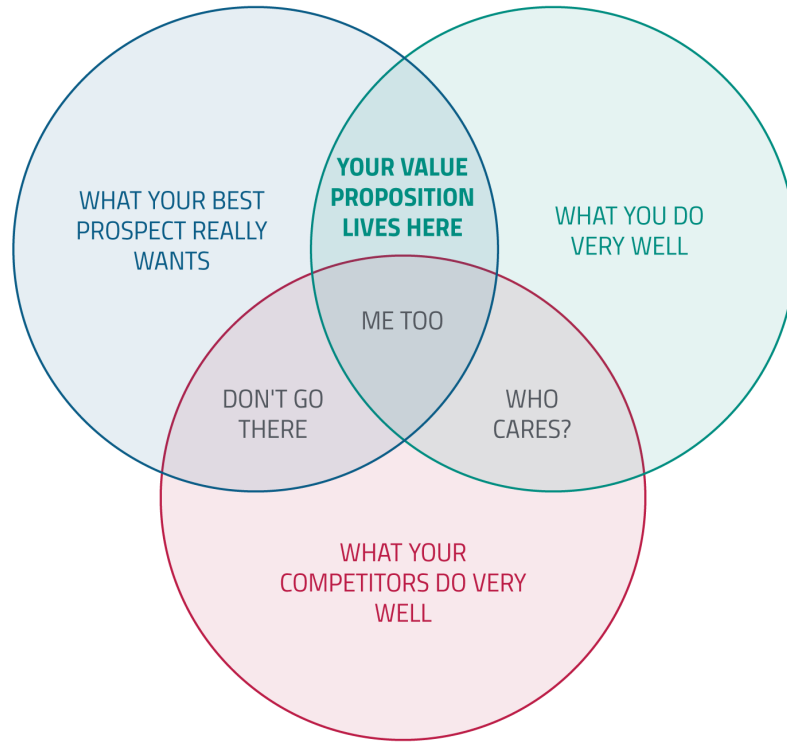 YOUR VALUE
PROPOSITION
LIVES HERE
WHAT YOUR BEST
PROSPECT REALLY
WANTS
WHAT YOU DO
VERY WELL
ME TOO
DON'T GO
THERE
WHO
CARES?
WHAT YOUR
COMPETITORS DO VERY
WELL